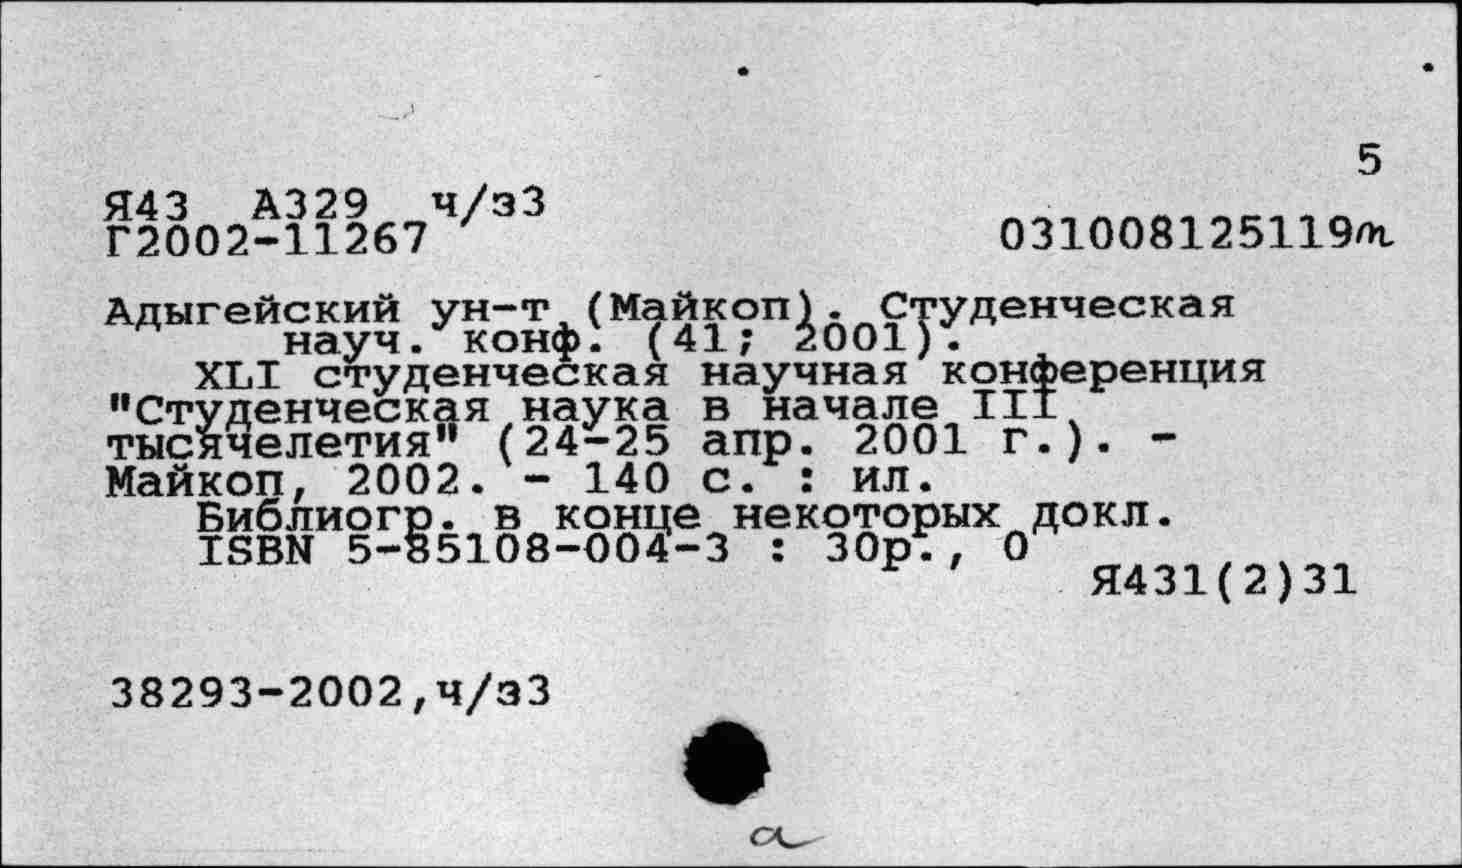 5
Я43 А329 ч/з3
Г2002-11267
031008125119т
Адыгейский ун-т (Майкоп). Студенческая
науч. конф. (41; 2001).
XLI студенческая научная конференция
"Студенческая наука в начале III
тысячелетия" (24-25 апр. 2001 г.). -
Майкоп, 2002. - 140 с. : ил.
Библиогр. в конце некоторых докл.
ISBN 5-85108-004-3 : 30р., 0
Я431(2)31
38293-2002,ч/з3
а